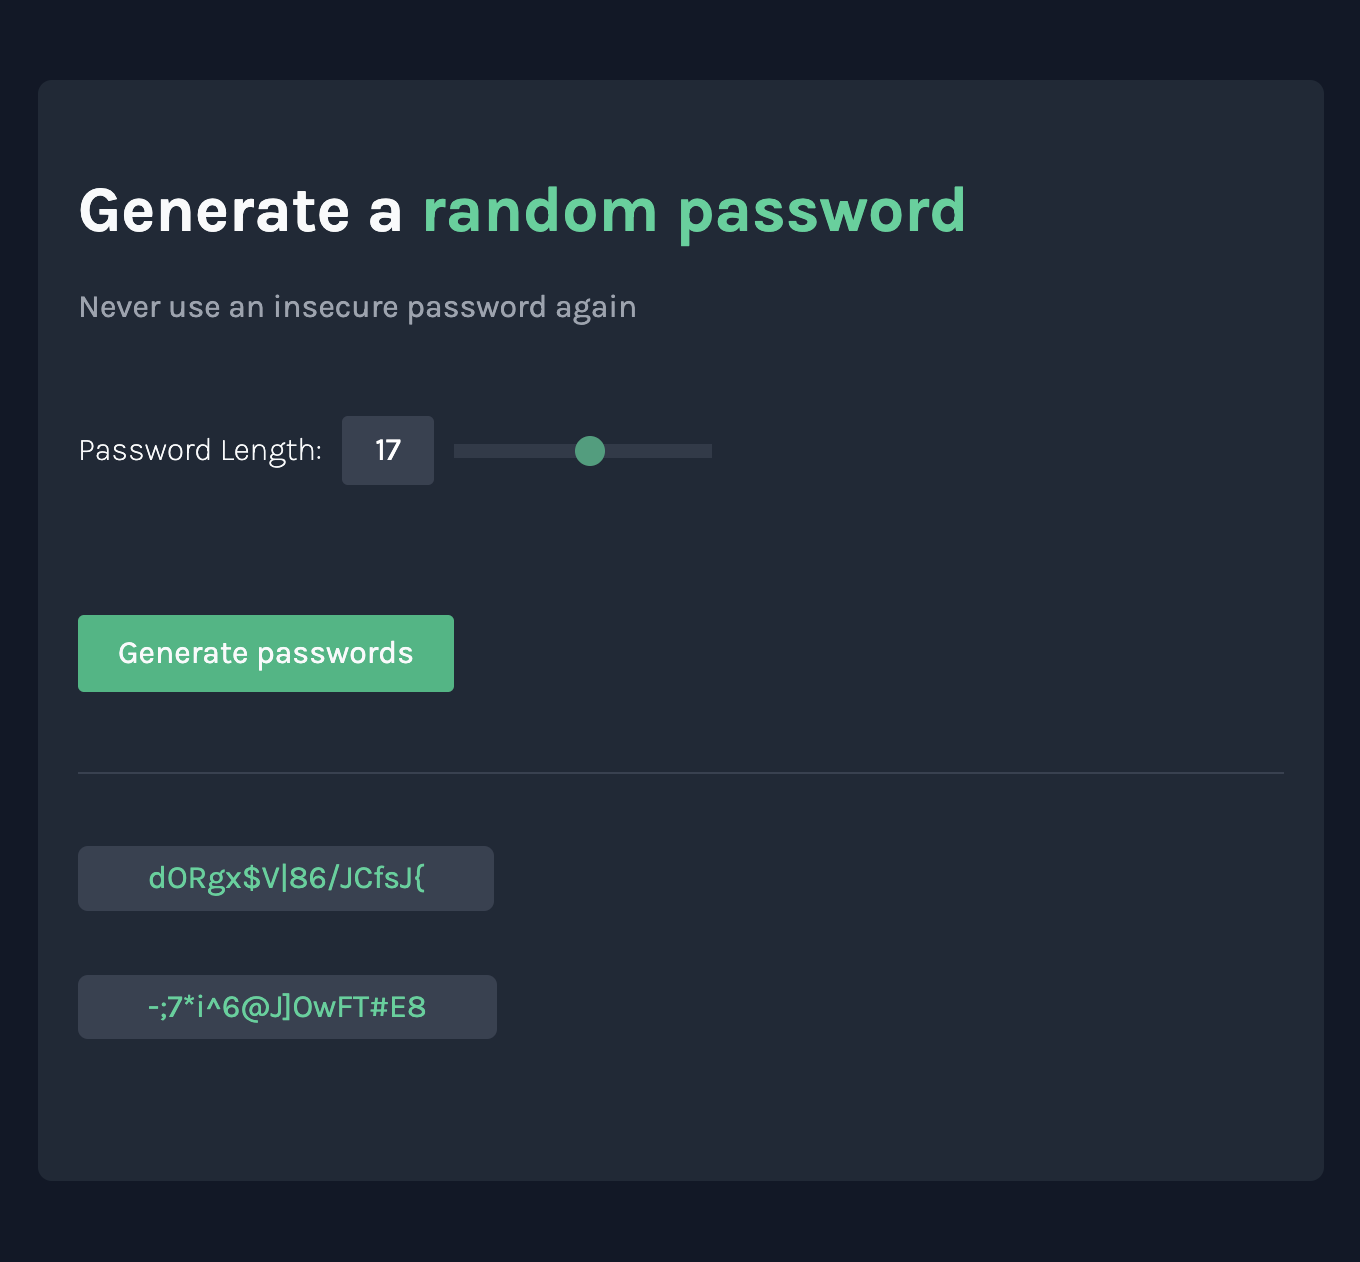 Generate a random password
Never use an insecure password again
Password Length: 17
Generate passwords
dORgx$V|86/JCfsJ{
-;7*i^6@J]OwFT#E8